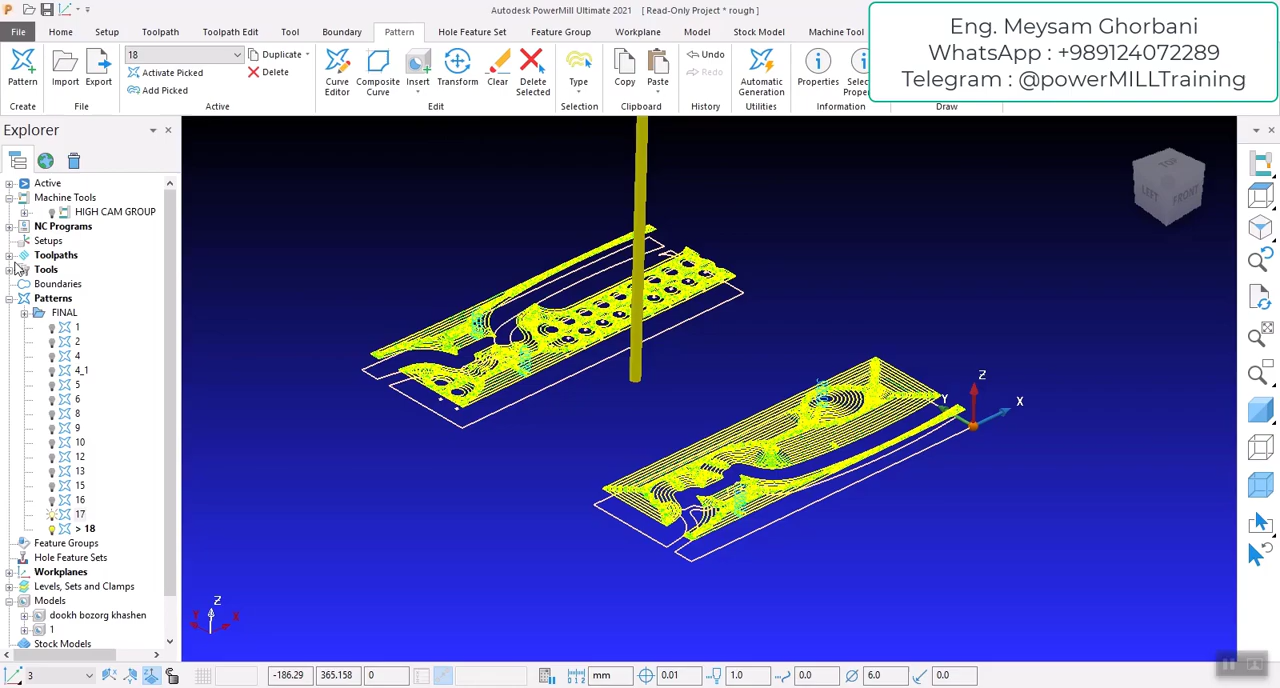 Autodesk PowerMill Ultimate 2021 [ Read-Only Project * rough ]
Eng. Meysam Ghorbani
WhatsApp : +989124072289
Telegram : @powerMILLTraining
File Home Setup Toolpath Toolpath Edit Tool Boundary Pattern Hole Feature Set Feature Group Workplane Model Stock Model Machine Tool
18 Duplicate
Activate Picked Delete
Add Picked
Undo
Redo
Pattern Import Export Curve Editor Composite Curve Insert Transform Clear Delete Selected Type Copy Paste Automatic Generation Properties
Create File Active Edit Selection Clipboard History Utilities Information Draw
Explorer
Active
Machine Tools
HIGH CAM GROUP
NC Programs
Setups
Toolpaths
Tools
Boundaries
Patterns
FINAL
1
2
4
4_1
5
6
8
9
10
12
13
15
16
17
> 18
Feature Groups
Hole Feature Sets
Workplanes
Levels, Sets and Clamps
Models
dookh bozorg khashen
1
Stock Models
TOP
LEFT FRONT
Z
Y X
Z
Y X
3 -186.29 365.158 0 mm 0.01 1.0 0.0 6.0 0.0